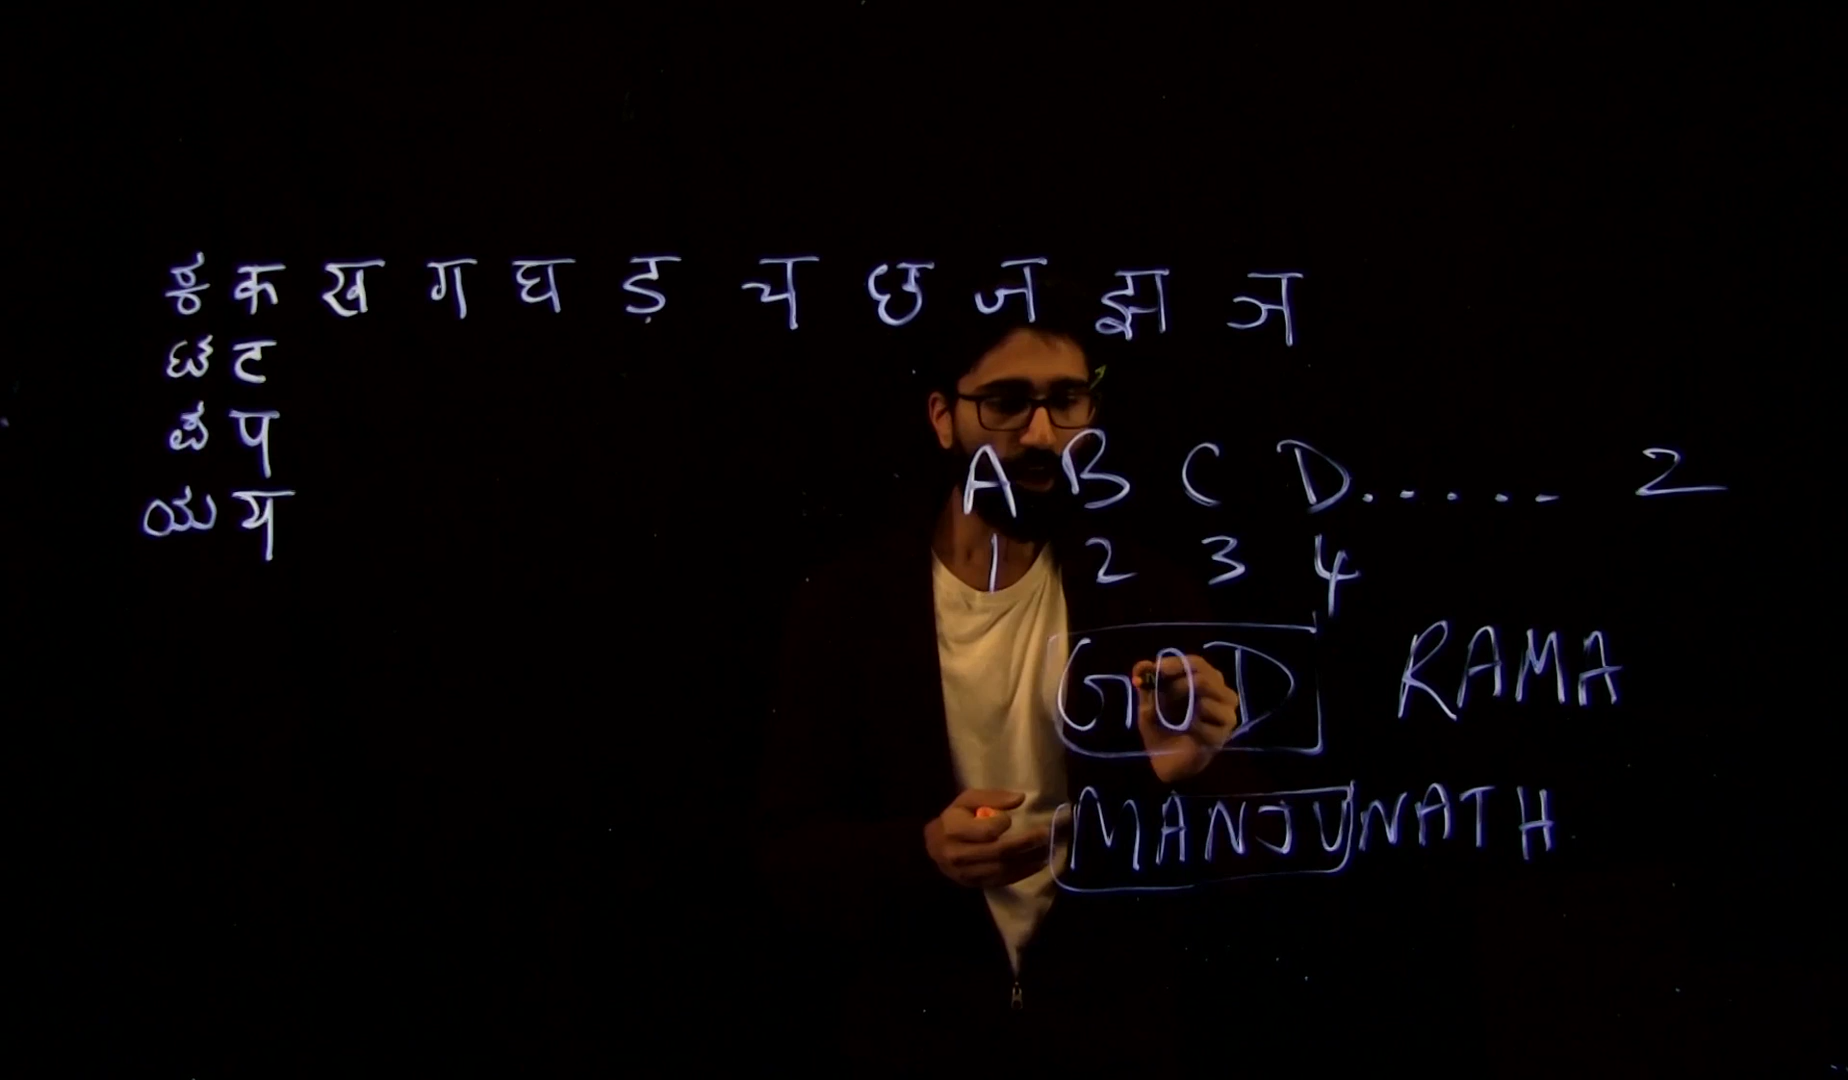 ಕ क ख ग घ ड़ च छ ज झ ञ
ಟ ट
ಪ प
ಯ य
A B C D..... Z
1 2 3 4
GOD RAMA
MANJUNATH